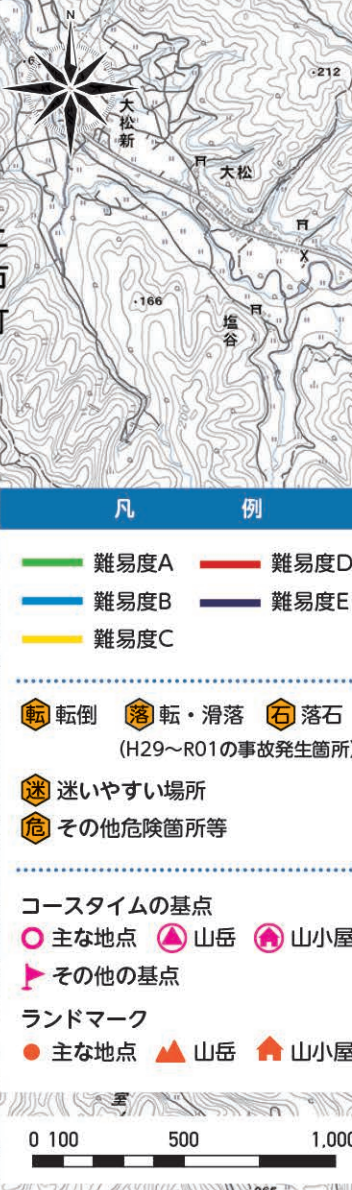 N
・212
大松新
大松
・166
塩谷
凡 例
難易度A 難易度D
難易度B 難易度E
難易度C
転 転倒 落 転・滑落 石 落石
(H29～R01の事故発生箇所)
迷 迷いやすい場所
危 その他危険箇所等
コースタイムの基点
主な地点 山岳 山小屋
その他の基点
ランドマーク
主な地点 山岳 山小屋
0 100 500 1,000